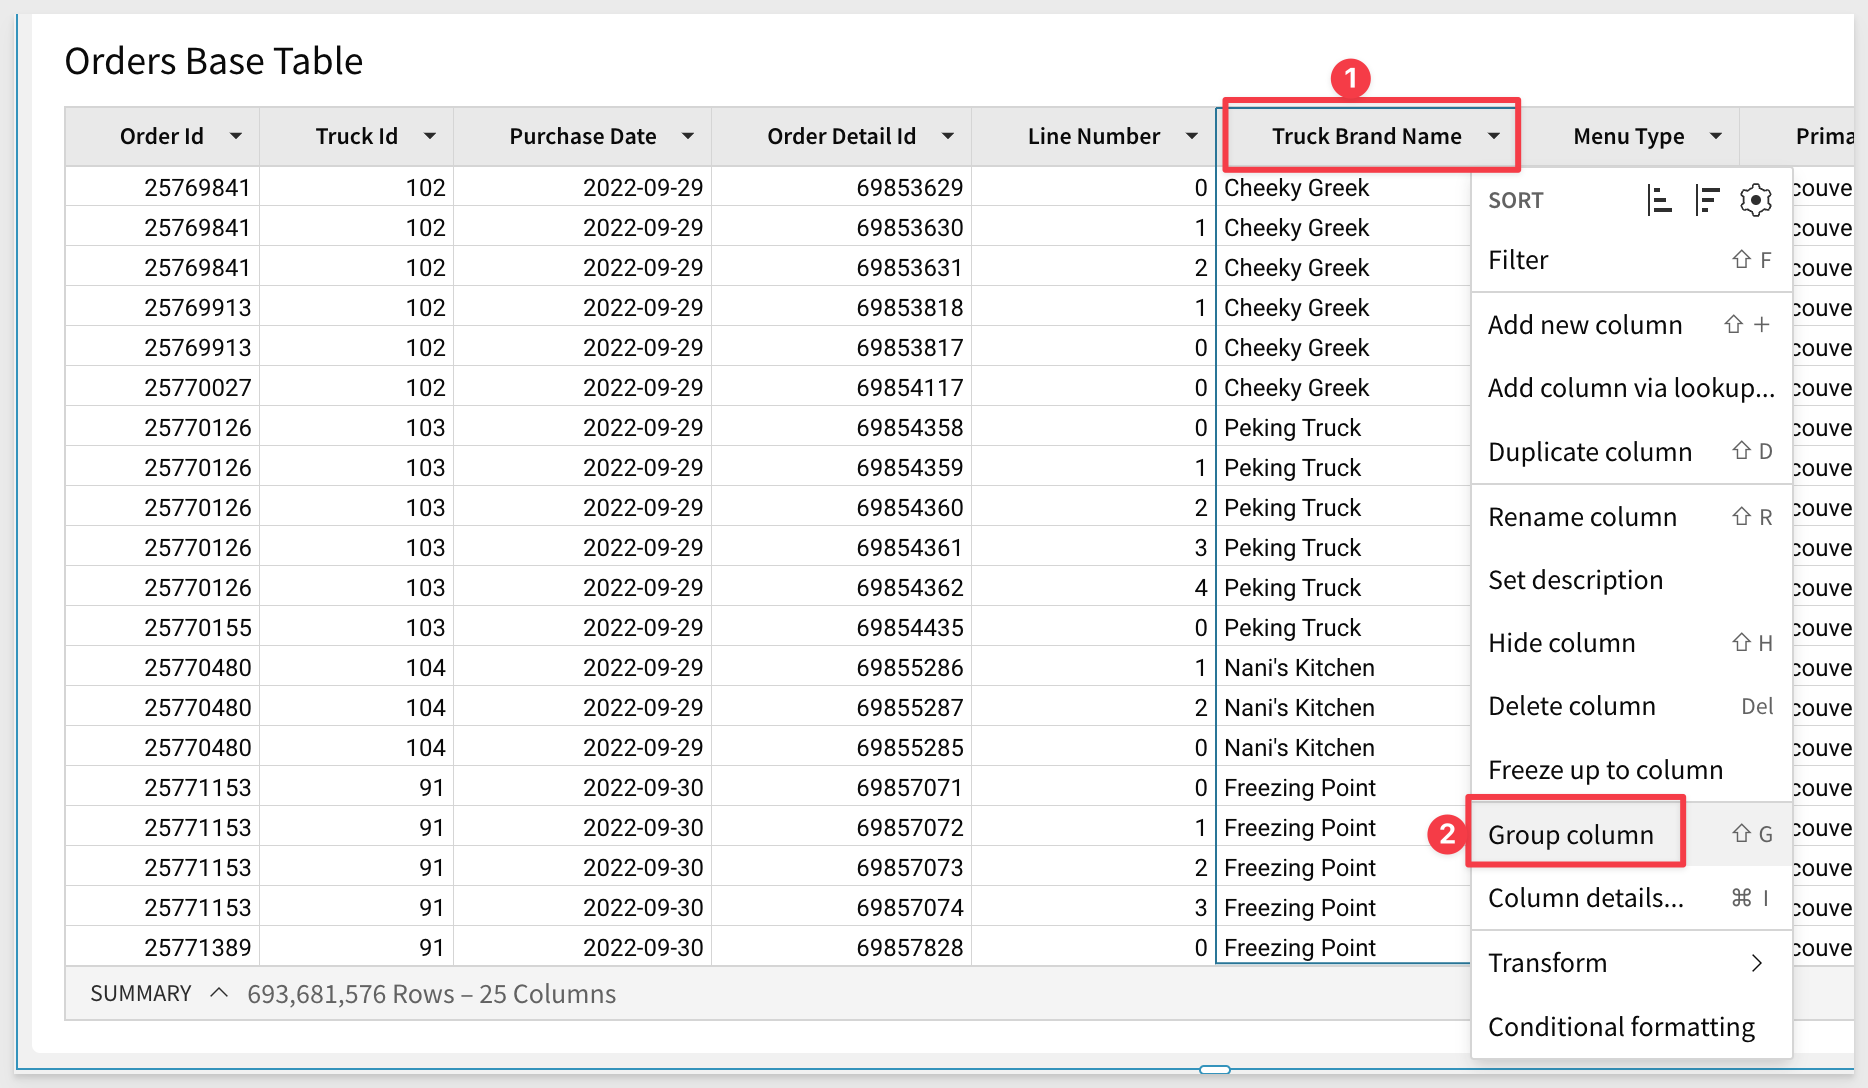 Orders Base Table
1
Order Id Truck Id Purchase Date Order Detail Id Line Number Truck Brand Name Menu Type Prima
25769841 102 2022-09-29 69853629 0 Cheeky Greek couve
25769841 102 2022-09-29 69853630 1 Cheeky Greek couve
25769841 102 2022-09-29 69853631 2 Cheeky Greek couve
25769913 102 2022-09-29 69853818 1 Cheeky Greek couve
25769913 102 2022-09-29 69853817 0 Cheeky Greek couve
25770027 102 2022-09-29 69854117 0 Cheeky Greek couve
25770126 103 2022-09-29 69854358 0 Peking Truck couve
25770126 103 2022-09-29 69854359 1 Peking Truck couve
25770126 103 2022-09-29 69854360 2 Peking Truck couve
25770126 103 2022-09-29 69854361 3 Peking Truck couve
25770126 103 2022-09-29 69854362 4 Peking Truck couve
25770155 103 2022-09-29 69854435 0 Peking Truck couve
25770480 104 2022-09-29 69855286 1 Nani's Kitchen couve
25770480 104 2022-09-29 69855287 2 Nani's Kitchen couve
25770480 104 2022-09-29 69855285 0 Nani's Kitchen couve
25771153 91 2022-09-30 69857071 0 Freezing Point couve
25771153 91 2022-09-30 69857072 1 Freezing Point couve
25771153 91 2022-09-30 69857073 2 Freezing Point couve
25771153 91 2022-09-30 69857074 3 Freezing Point couve
25771389 91 2022-09-30 69857828 0 Freezing Point couve
SUMMARY 693,681,576 Rows – 25 Columns
SORT
Filter ⇧ F
Add new column ⇧ +
Add column via lookup...
Duplicate column ⇧ D
Rename column ⇧ R
Set description
Hide column ⇧ H
Delete column Del
Freeze up to column
2 Group column ⇧ G
Column details... ⌘ I
Transform
Conditional formatting